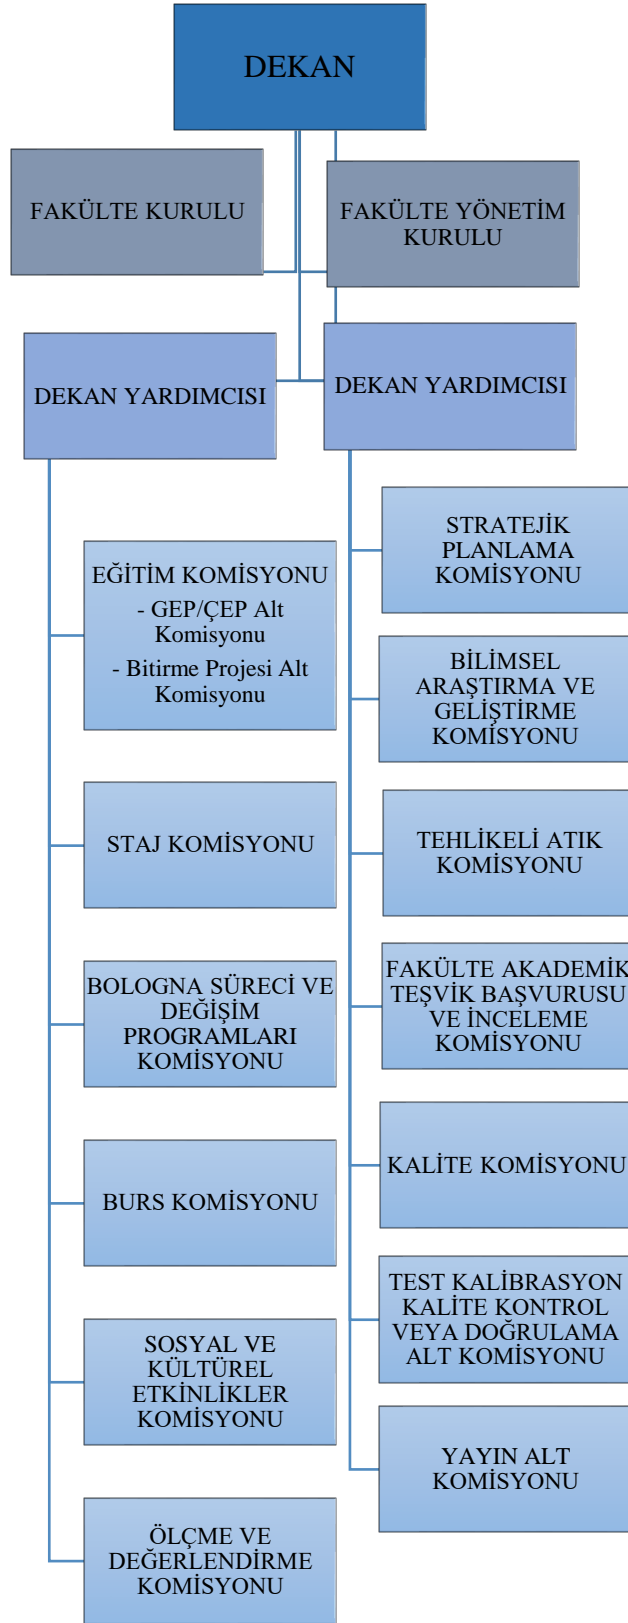 DEKAN
FAKÜLTE KURULU
FAKÜLTE YÖNETİM
KURULU
DEKAN YARDIMCISI
DEKAN YARDIMCISI
EĞİTİM KOMİSYONU
- GEP/ÇEP Alt
Komisyonu
- Bitirme Projesi Alt
Komisyonu
STAJ KOMİSYONU
BOLOGNA SÜRECİ VE
DEĞİŞİM
PROGRAMLARI
KOMİSYONU
BURS KOMİSYONU
SOSYAL VE
KÜLTÜREL
ETKİNLİKLER
KOMİSYONU
ÖLÇME VE
DEĞERLENDİRME
KOMİSYONU
STRATEJİK
PLANLAMA
KOMİSYONU
BİLİMSEL
ARAŞTIRMA VE
GELİŞTİRME
KOMİSYONU
TEHLİKELİ ATIK
KOMİSYONU
FAKÜLTE AKADEMİK
TEŞVİK BAŞVURUSU
VE İNCELEME
KOMİSYONU
KALİTE KOMİSYONU
TEST KALİBRASYON
KALİTE KONTROL
VEYA DOĞRULAMA
ALT KOMİSYONU
YAYIN ALT
KOMİSYONU